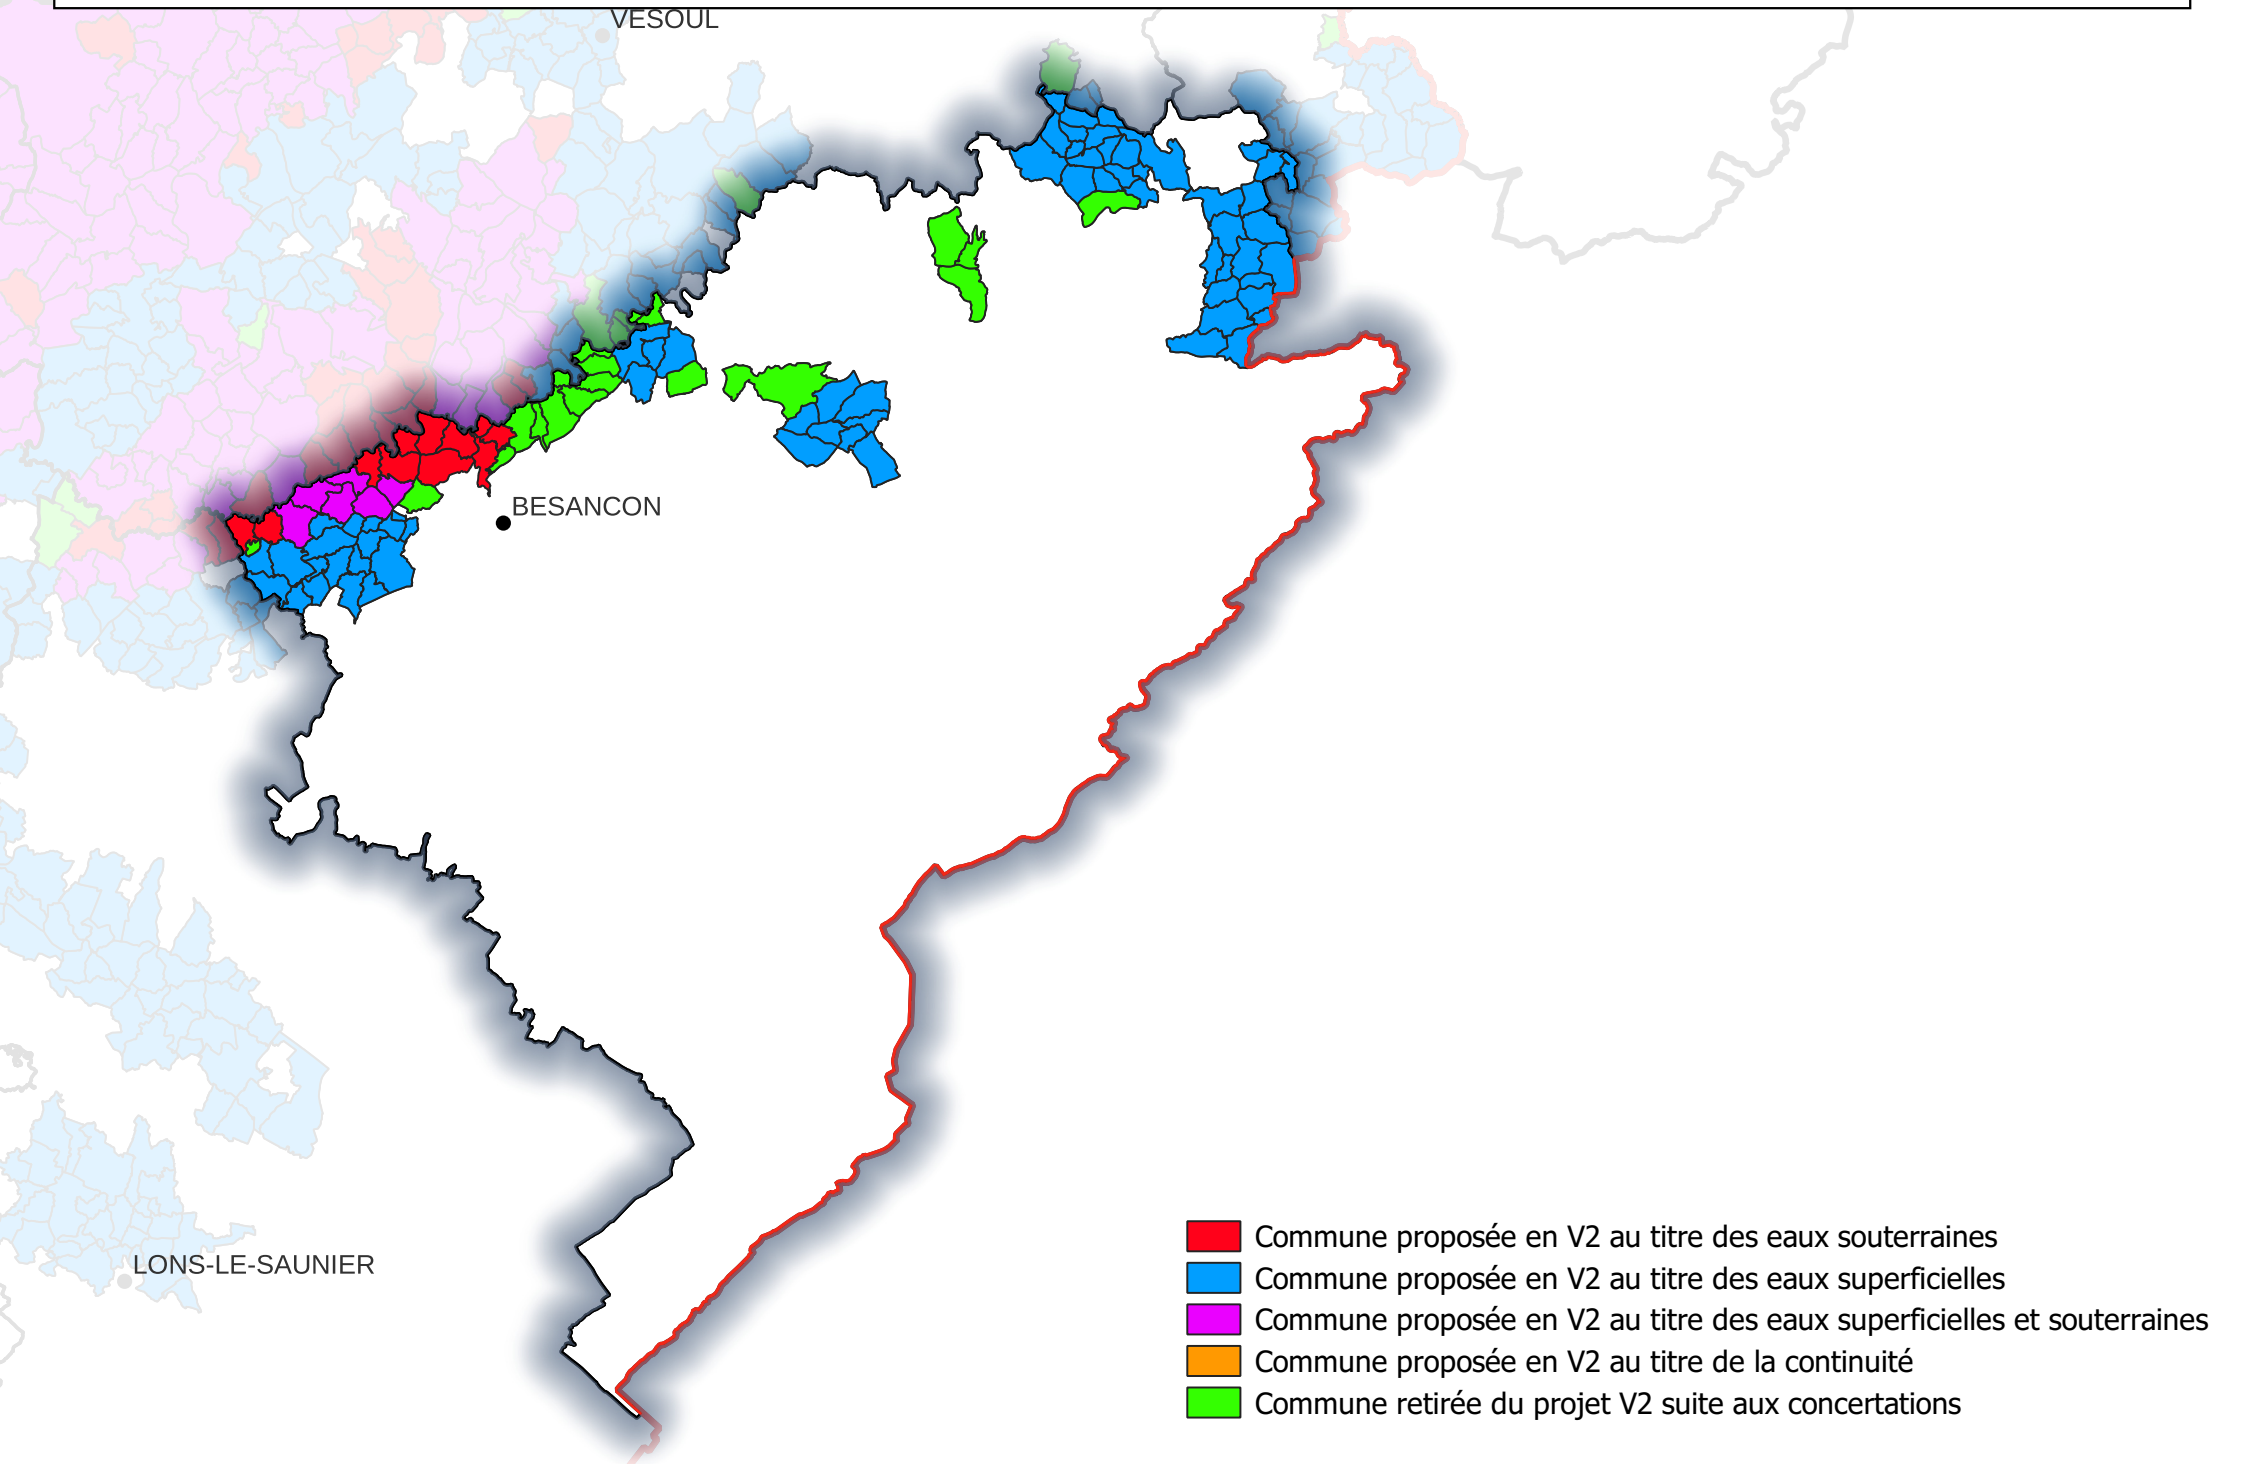 VESOUL
BESANCON
LONS-LE-SAUNIER
Commune proposée en V2 au titre des eaux souterraines
Commune proposée en V2 au titre des eaux superficielles
Commune proposée en V2 au titre des eaux superficielles et souterraines
Commune proposée en V2 au titre de la continuité
Commune retirée du projet V2 suite aux concertations